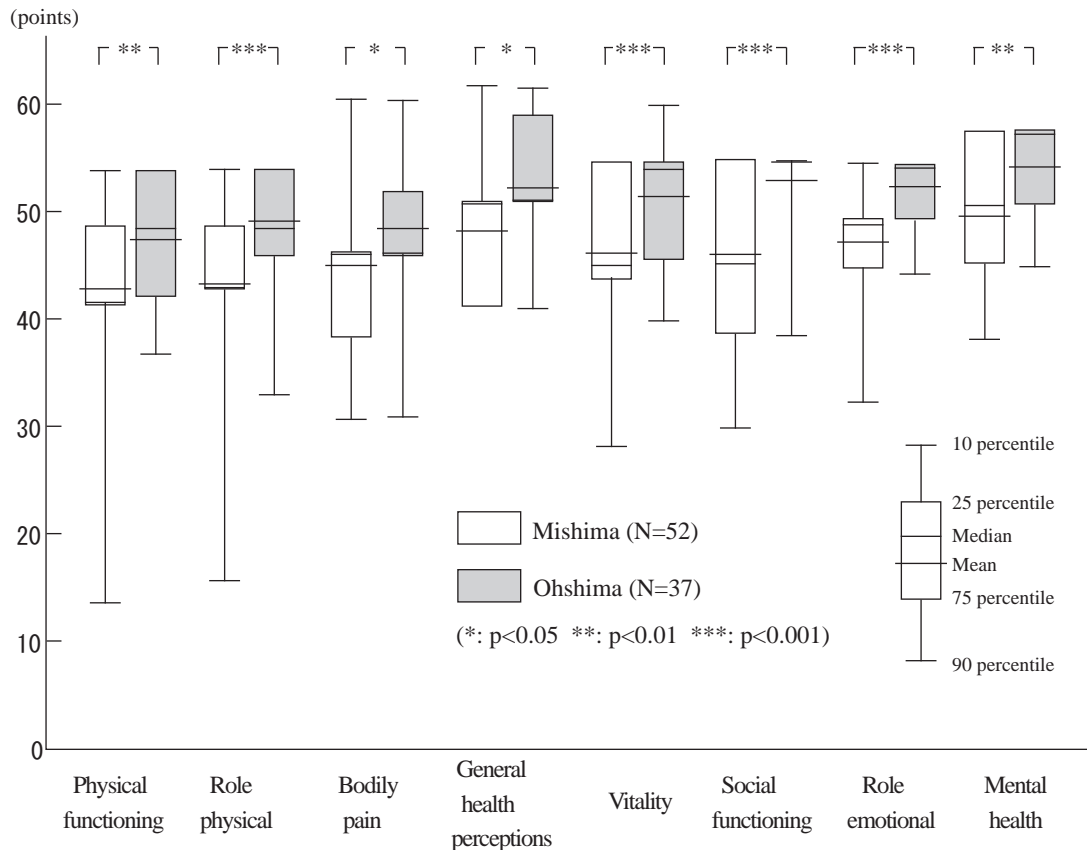 (points)
** *** * * *** *** *** **
60
50
40
30
20
10
0
10 percentile
25 percentile
Median
Mean
75 percentile
90 percentile
Mishima (N=52)
Ohshima (N=37)
(*: p<0.05 **: p<0.01 ***: p<0.001)
Physical
functioning
Role
physical
Bodily
pain
General
health
perceptions
Vitality
Social
functioning
Role
emotional
Mental
health